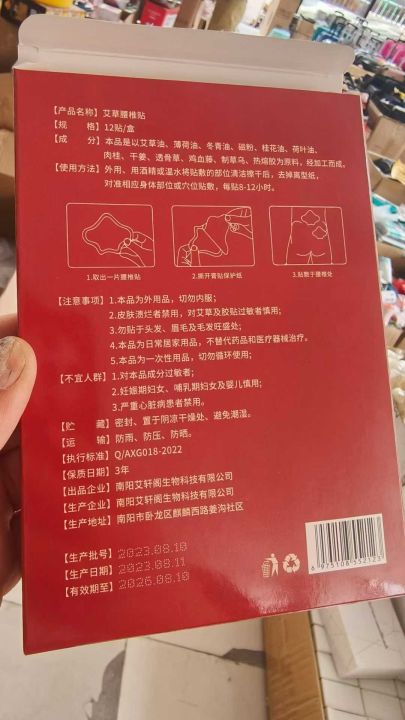 【产品名称】艾草腰椎贴
【规　　格】12贴/盒
【成　　分】本品是以艾草油、薄荷油、冬青油、磁粉、桂花油、荷叶油、
肉桂、干姜、透骨草、鸡血藤、制草乌、热熔胶为原料，经加工而成。
【使用方法】外用、用酒精或温水将贴敷的部位清洁擦干后，去掉离型纸，
对准相应身体部位或穴位贴敷，每贴8-12小时。
1.取出一片腰椎贴 2.撕开膏贴保护纸 3.贴敷于腰椎处
【注意事项】1.本品为外用品，切勿内服；
2.皮肤溃烂者禁用，对艾草及胶贴过敏者慎用；
3.勿贴于头发、眉毛及毛发旺盛处；
4.本品为日常居家用品，不替代药品和医疗器械治疗。
5.本品为一次性用品，切勿循环使用；
【不宜人群】1.对本品成分过敏者；
2.妊娠期妇女、哺乳期妇女及婴儿慎用；
3.严重心脏病患者禁用。
【贮　　藏】密封、置于阴凉干燥处、避免潮湿。
【运　　输】防雨、防压、防晒。
【执行标准】Q/AXG018-2022
【保质日期】3年
【出品企业】南阳艾轩阁生物科技有限公司
【生产企业】南阳艾轩阁生物科技有限公司
【生产地址】南阳市卧龙区麒麟西路姜沟社区
【生产批号】2023.08.10
【生产日期】2023.08.11
【有效期至】2026.08.10
6 975108 552123